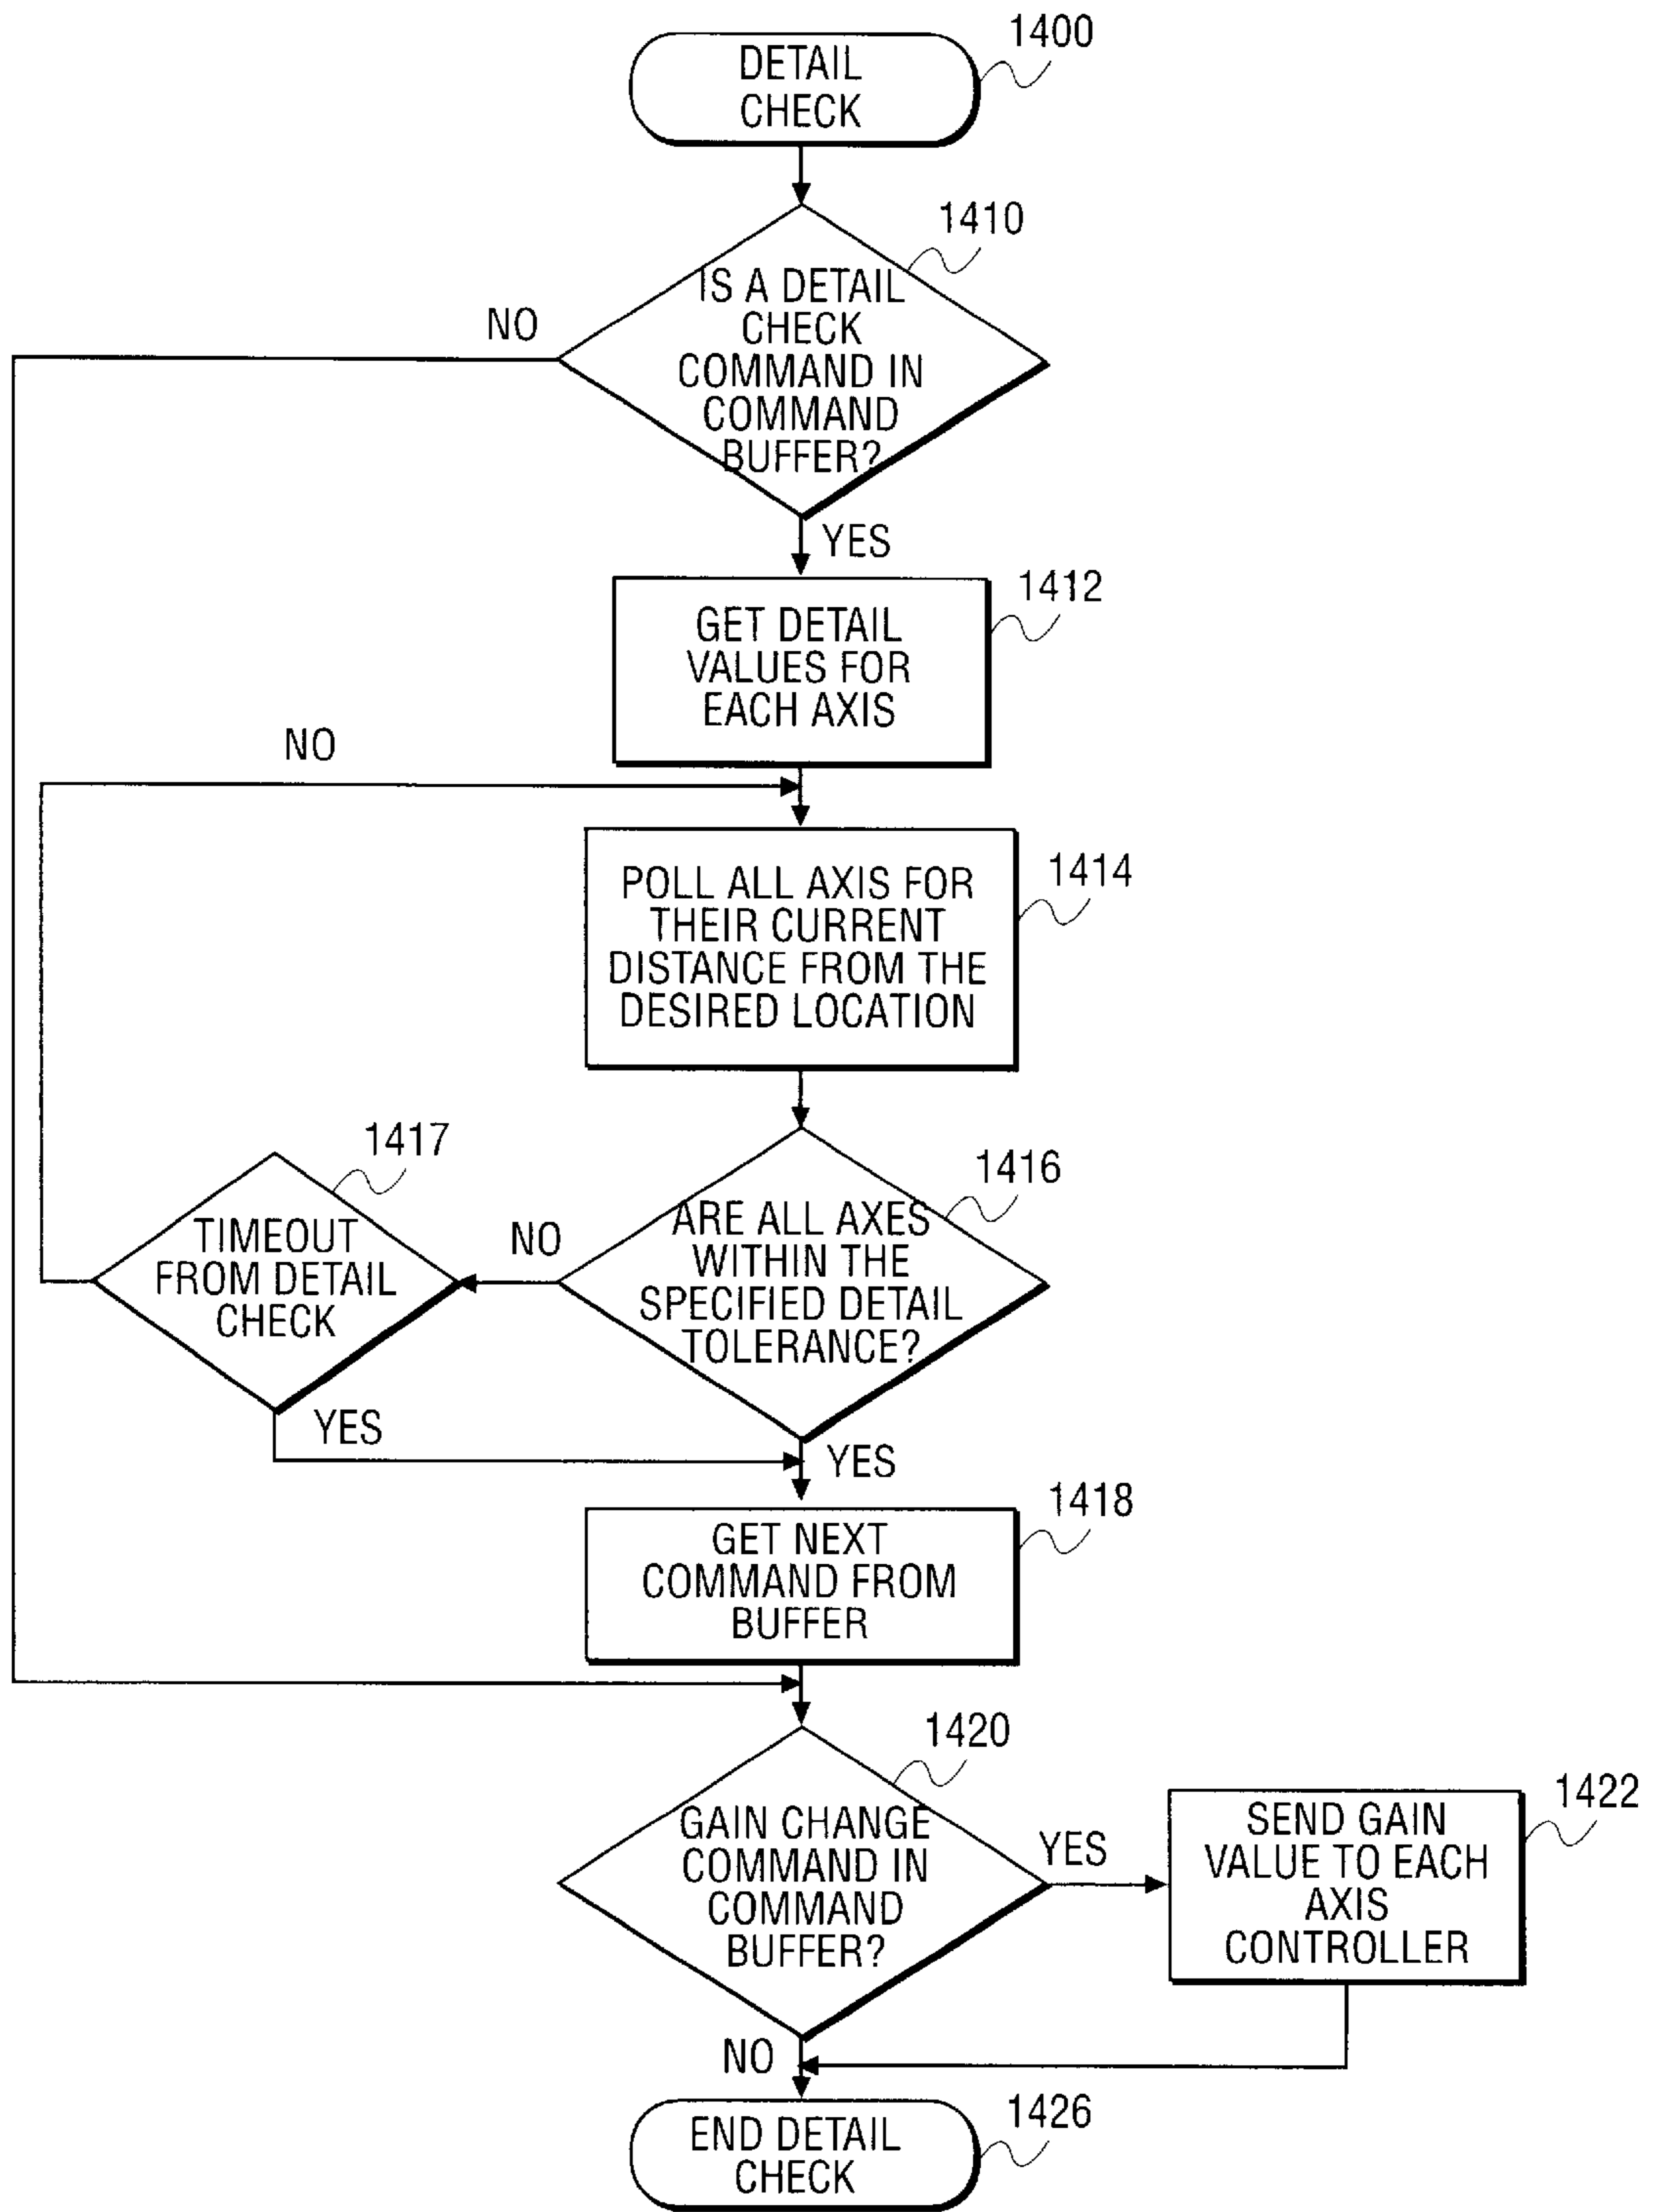 1400
DETAIL
CHECK
1410
IS A DETAIL
CHECK
COMMAND IN
COMMAND
BUFFER?
NO
YES
1412
GET DETAIL
VALUES FOR
EACH AXIS
NO
1414
POLL ALL AXIS FOR
THEIR CURRENT
DISTANCE FROM THE
DESIRED LOCATION
1416
ARE ALL AXES
WITHIN THE
SPECIFIED DETAIL
TOLERANCE?
NO
1417
TIMEOUT
FROM DETAIL
CHECK
YES
YES
1418
GET NEXT
COMMAND FROM
BUFFER
1420
GAIN CHANGE
COMMAND IN
COMMAND
BUFFER?
YES
1422
SEND GAIN
VALUE TO EACH
AXIS
CONTROLLER
NO
1426
END DETAIL
CHECK